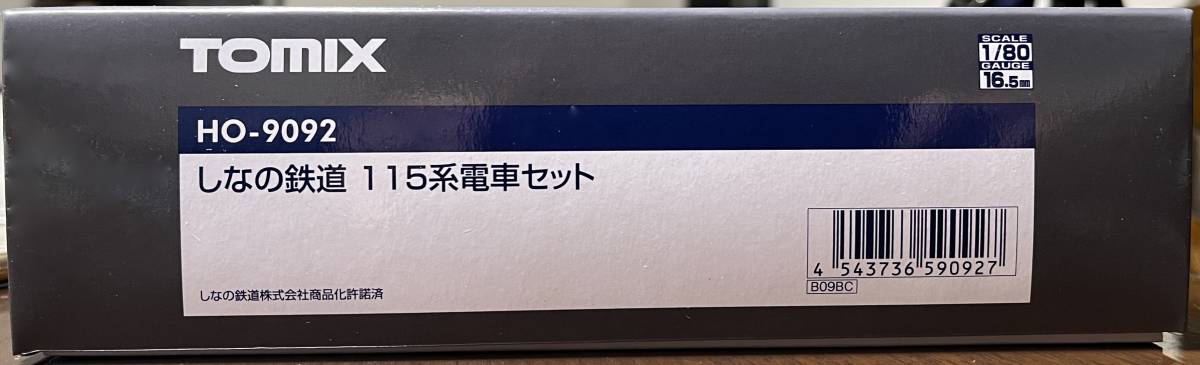 TOMIX
SCALE
1/80
GAUGE
16.5mm
HO-9092
しなの鉄道 115系電車セット
4 543736 590927
B09BC
しなの鉄道株式会社商品化許諾済